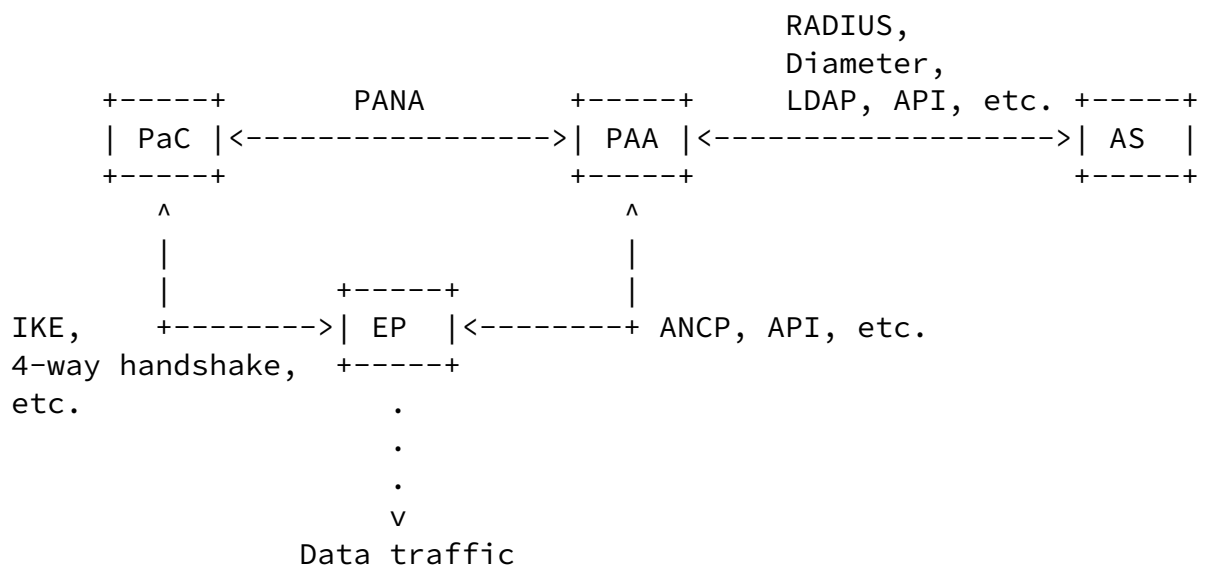 RADIUS,
Diameter,
+-----+ PANA +-----+ LDAP, API, etc. +-----+
| PaC |<----------------->| PAA |<------------------->| AS |
+-----+ +-----+ +-----+
^ ^
| |
| +-----+ |
IKE, +-------->| EP |<--------+ ANCP, API, etc.
4-way handshake, +-----+
etc. .
.
.
v
Data traffic